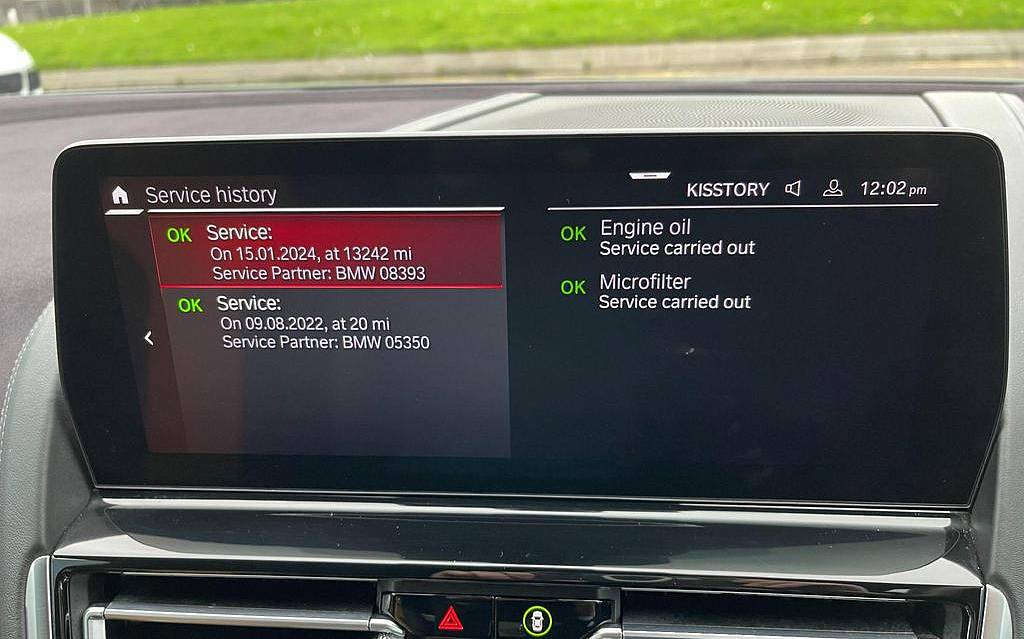 Service history
KISSTORY
12:02 pm
OK Service:
On 15.01.2024, at 13242 mi
Service Partner: BMW 08393
OK Service:
On 09.08.2022, at 20 mi
Service Partner: BMW 05350
OK Engine oil
Service carried out
OK Microfilter
Service carried out